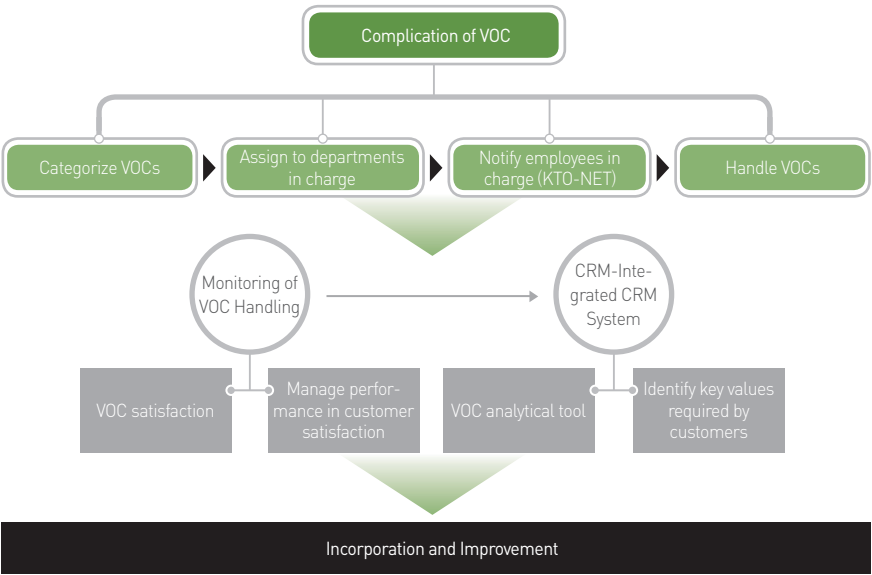 Complication of VOC
Categorize VOCs
Assign to departments
in charge
Notify employees in
charge (KTO-NET)
Handle VOCs
Monitoring of
VOC Handling
CRM-Inte-
grated CRM
System
VOC satisfaction
Manage perfor-
mance in customer
satisfaction
VOC analytical tool
Identify key values
required by
customers
Incorporation and Improvement